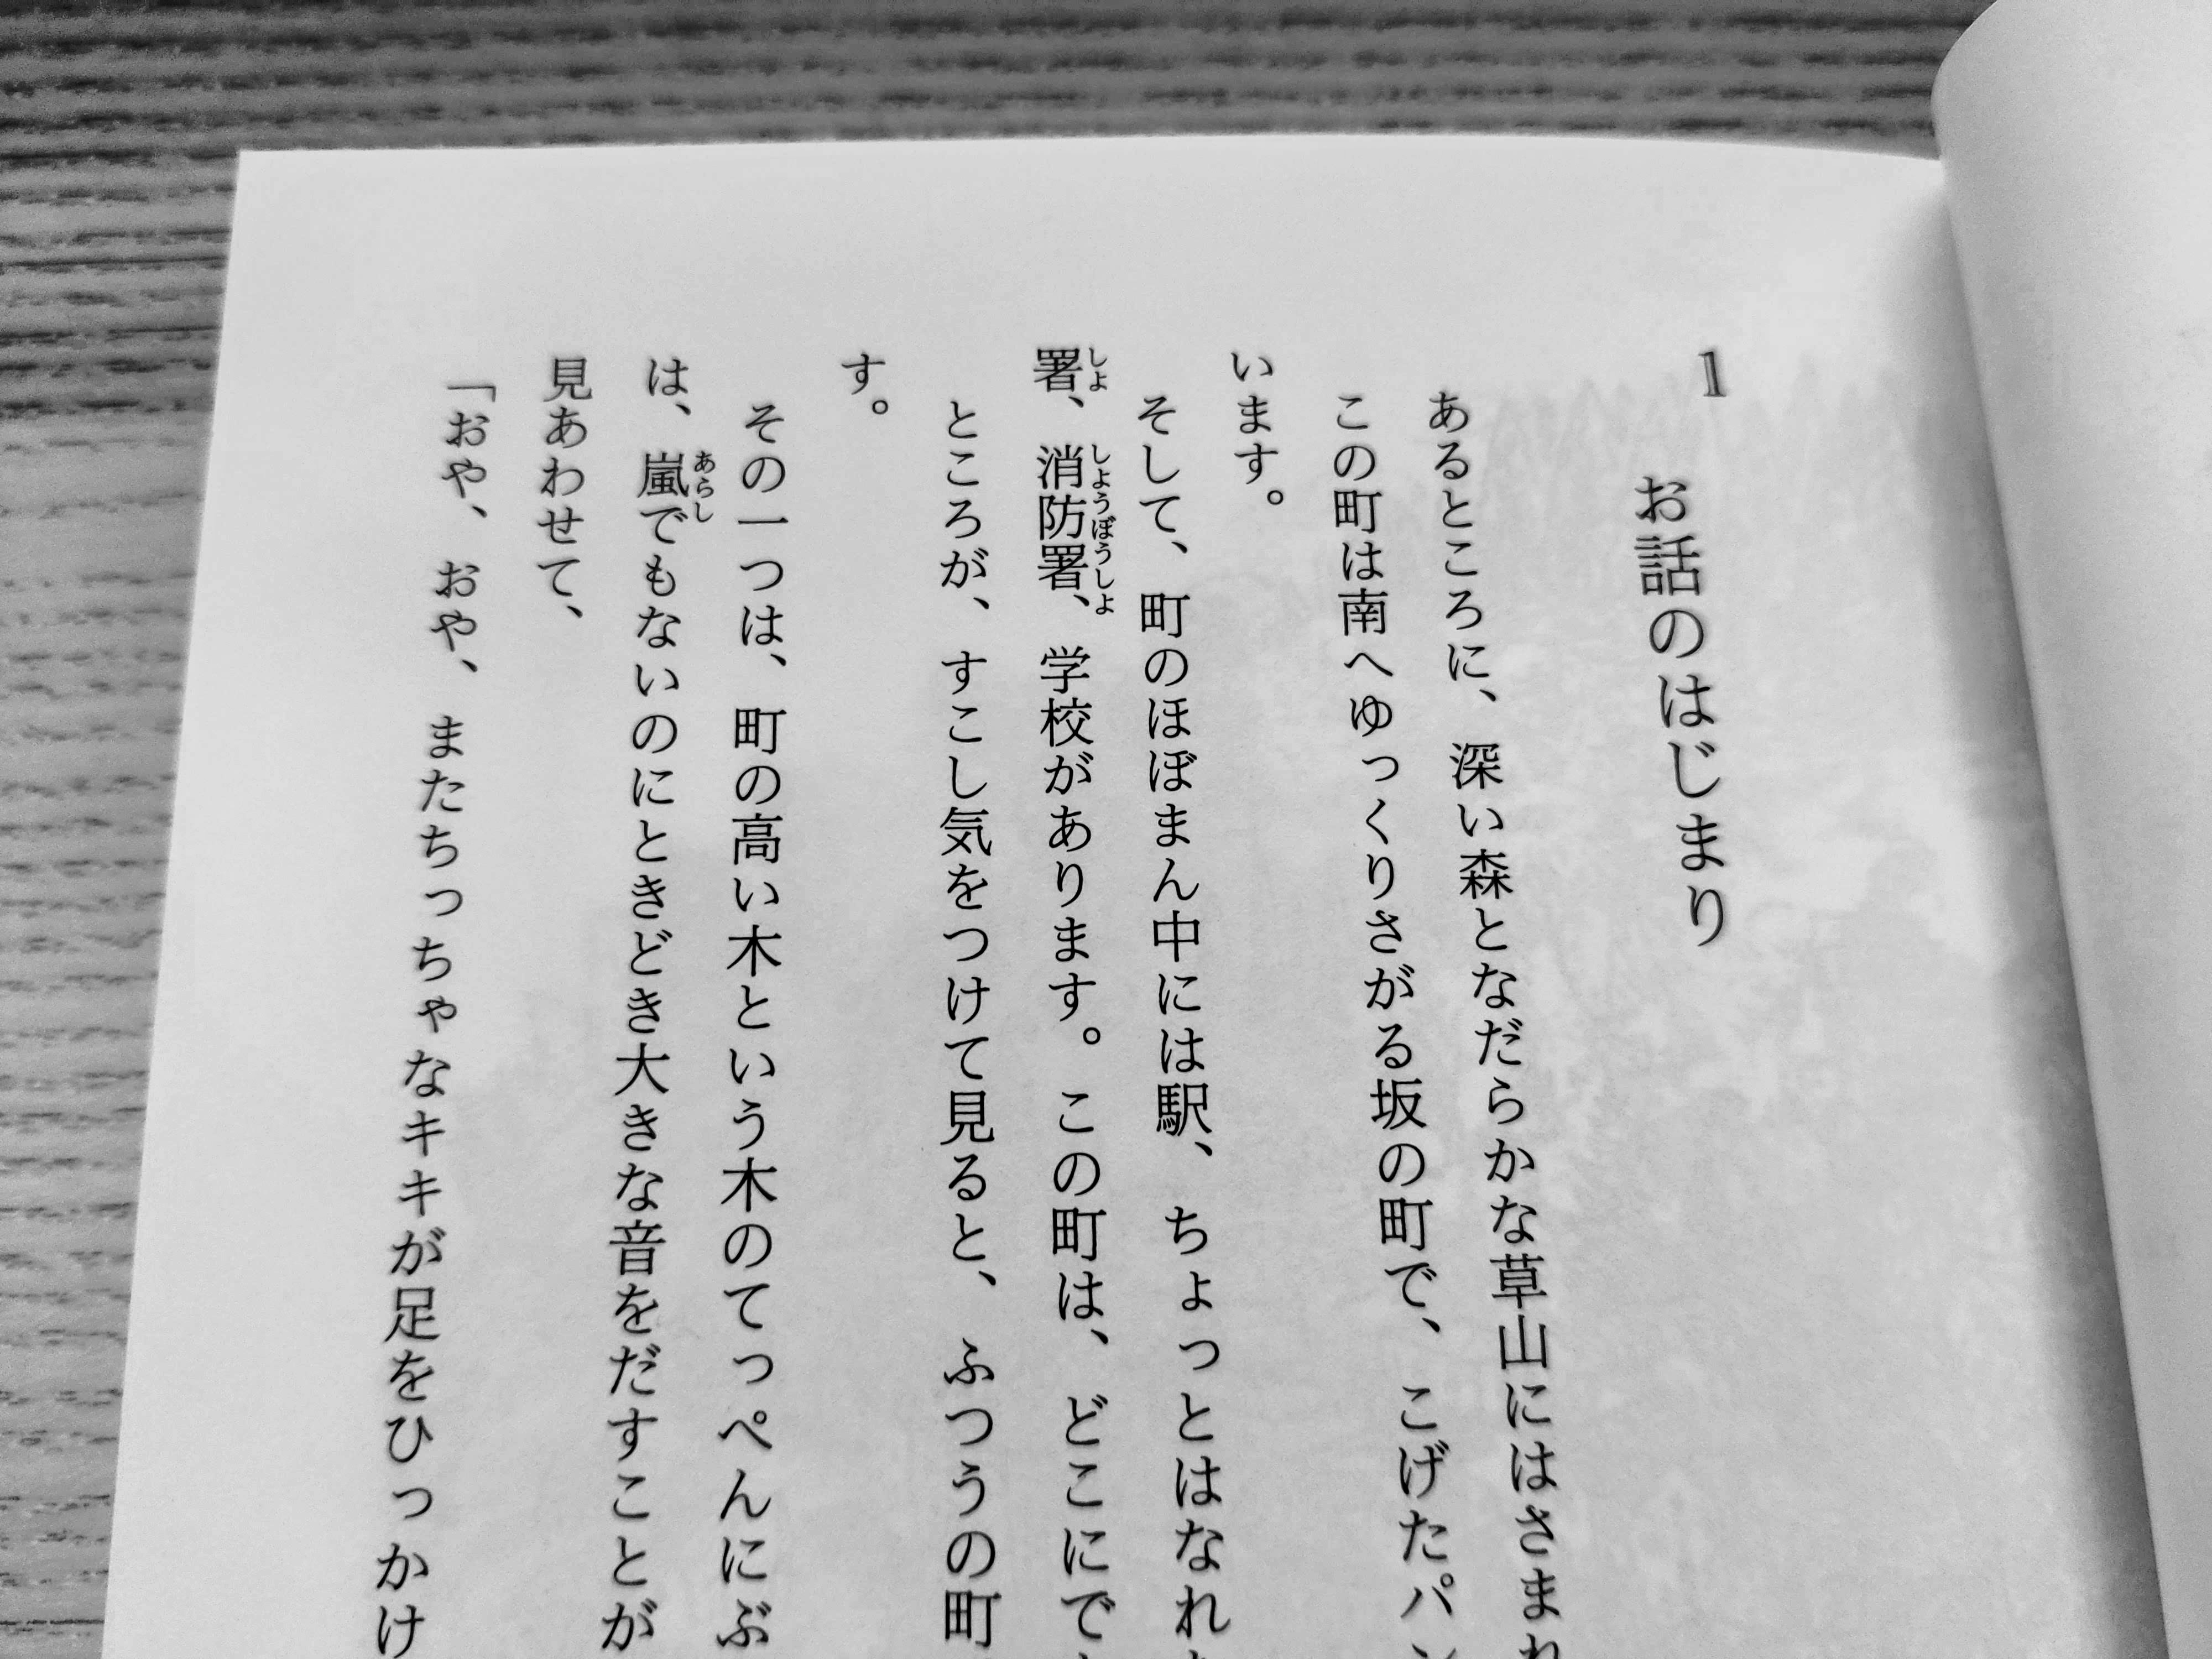 1
お話のはじまり
あるところに、深い森となだらかな草山にはさまれ
この町は南へゆっくりさがる坂の町で、こげたパン
います。
そして、町のほぼまん中には駅、ちょっとはなれ
署、消防署、学校があります。この町は、どこにで
ところが、すこし気をつけて見ると、ふつうの町
す。
その一つは、町の高い木という木のてっぺんにぶ
は、嵐でもないのにときどき大きな音をだすことが
見あわせて、
「おや、おや、またちっちゃなキキが足をひっかけ